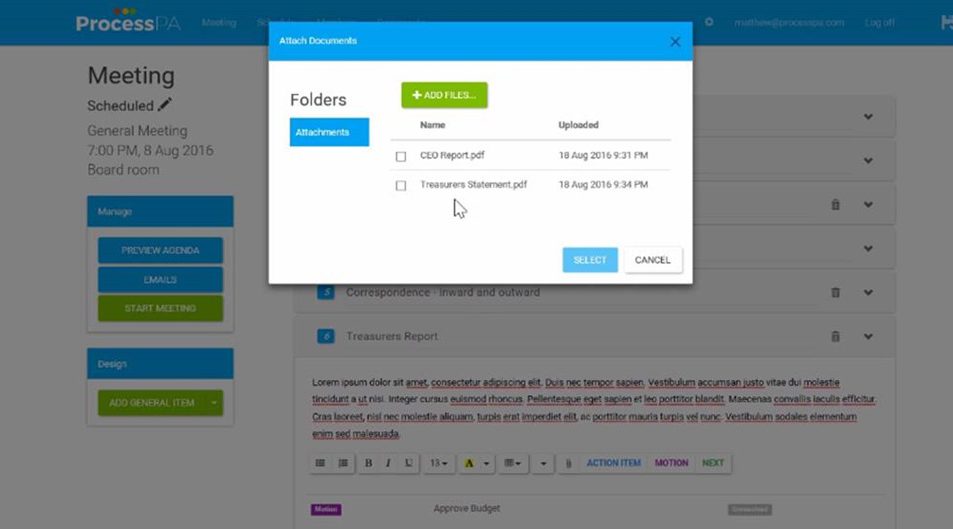 ProcessPA
Meeting
matthew@processpa.com
Log off
Meeting
Scheduled
General Meeting
7:00 PM, 8 Aug 2016
Board room
Manage
PREVIEW AGENDA
EMAILS
START MEETING
Design
ADD GENERAL ITEM
Attach Documents
Folders
Attachments
+ ADD FILES...
Name Uploaded
CEO Report.pdf 18 Aug 2016 9:31 PM
Treasurers Statement.pdf 18 Aug 2016 9:34 PM
SELECT CANCEL
5 Correspondence - inward and outward
6 Treasurers Report
Lorem ipsum dolor sit amet, consectetur adipiscing elit. Duis nec tempor sapien. Vestibulum accumsan justo vitae dui molestie
tincidunt a ut nisi. Integer cursus euismod rhoncus. Pellentesque eget sapien et leo porttitor blandit. Maecenas convallis iaculis efficitur.
Cras laoreet, nisl nec molestie aliquam, turpis erat imperdiet elit, ac porttitor mauris turpis vel nunc. Vestibulum sodales elementum
enim sed malesuada.
B I U 13 A ACTION ITEM MOTION NEXT
Motion Approve Budget